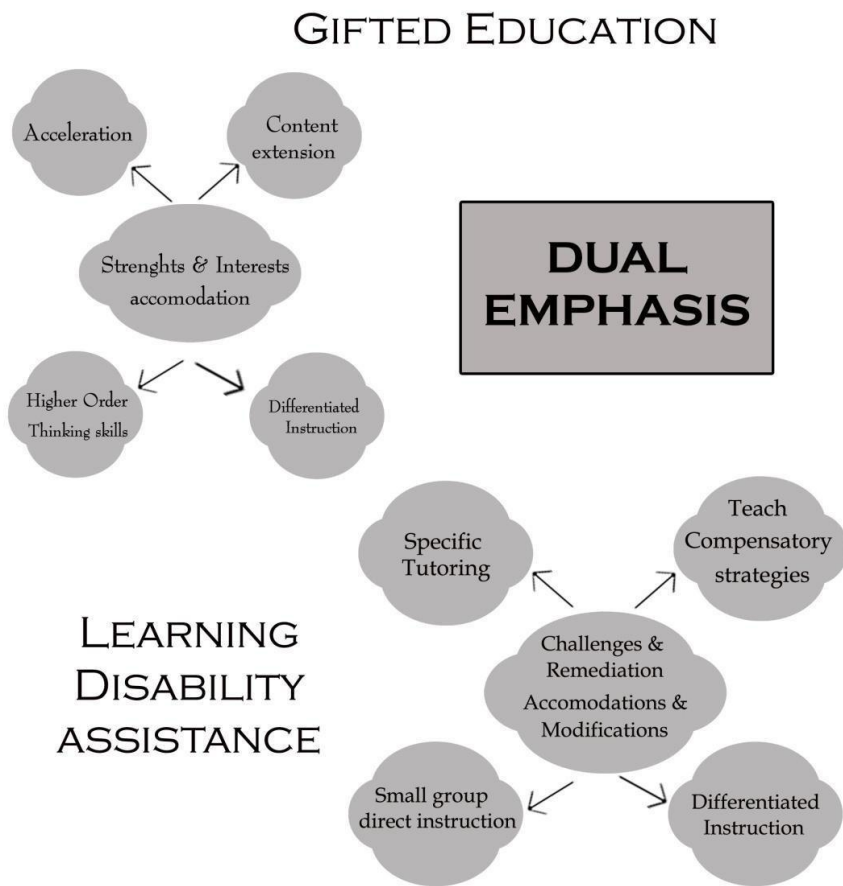 GIFTED EDUCATION
Acceleration
Content
extension
Strenghts & Interests
accomodation
Higher Order
Thinking skills
Differentiated
Instruction
DUAL
EMPHASIS
Specific
Tutoring
Teach
Compensatory
strategies
LEARNING
DISABILITY
ASSISTANCE
Challenges &
Remediation
Accomodations &
Modifications
Small group
direct instruction
Differentiated
Instruction